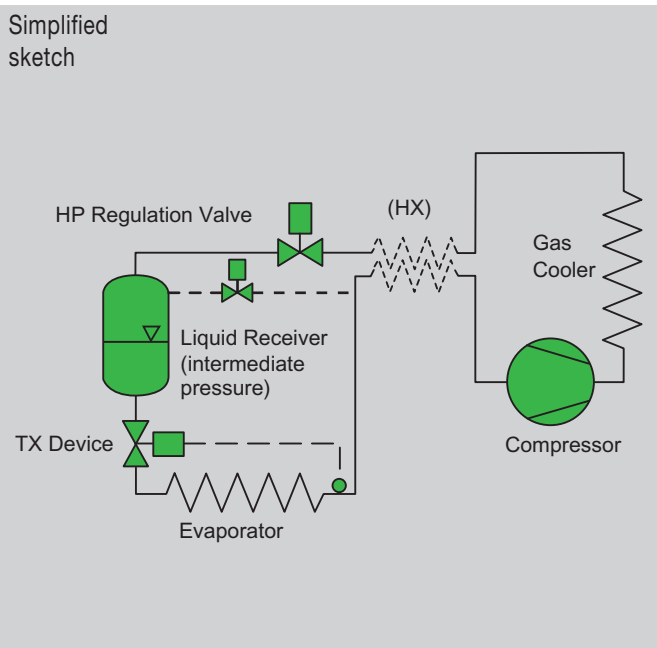 Simplified
sketch
HP Regulation Valve
(HX)
Gas
Cooler
Liquid Receiver
(intermediate
pressure)
TX Device
Compressor
Evaporator